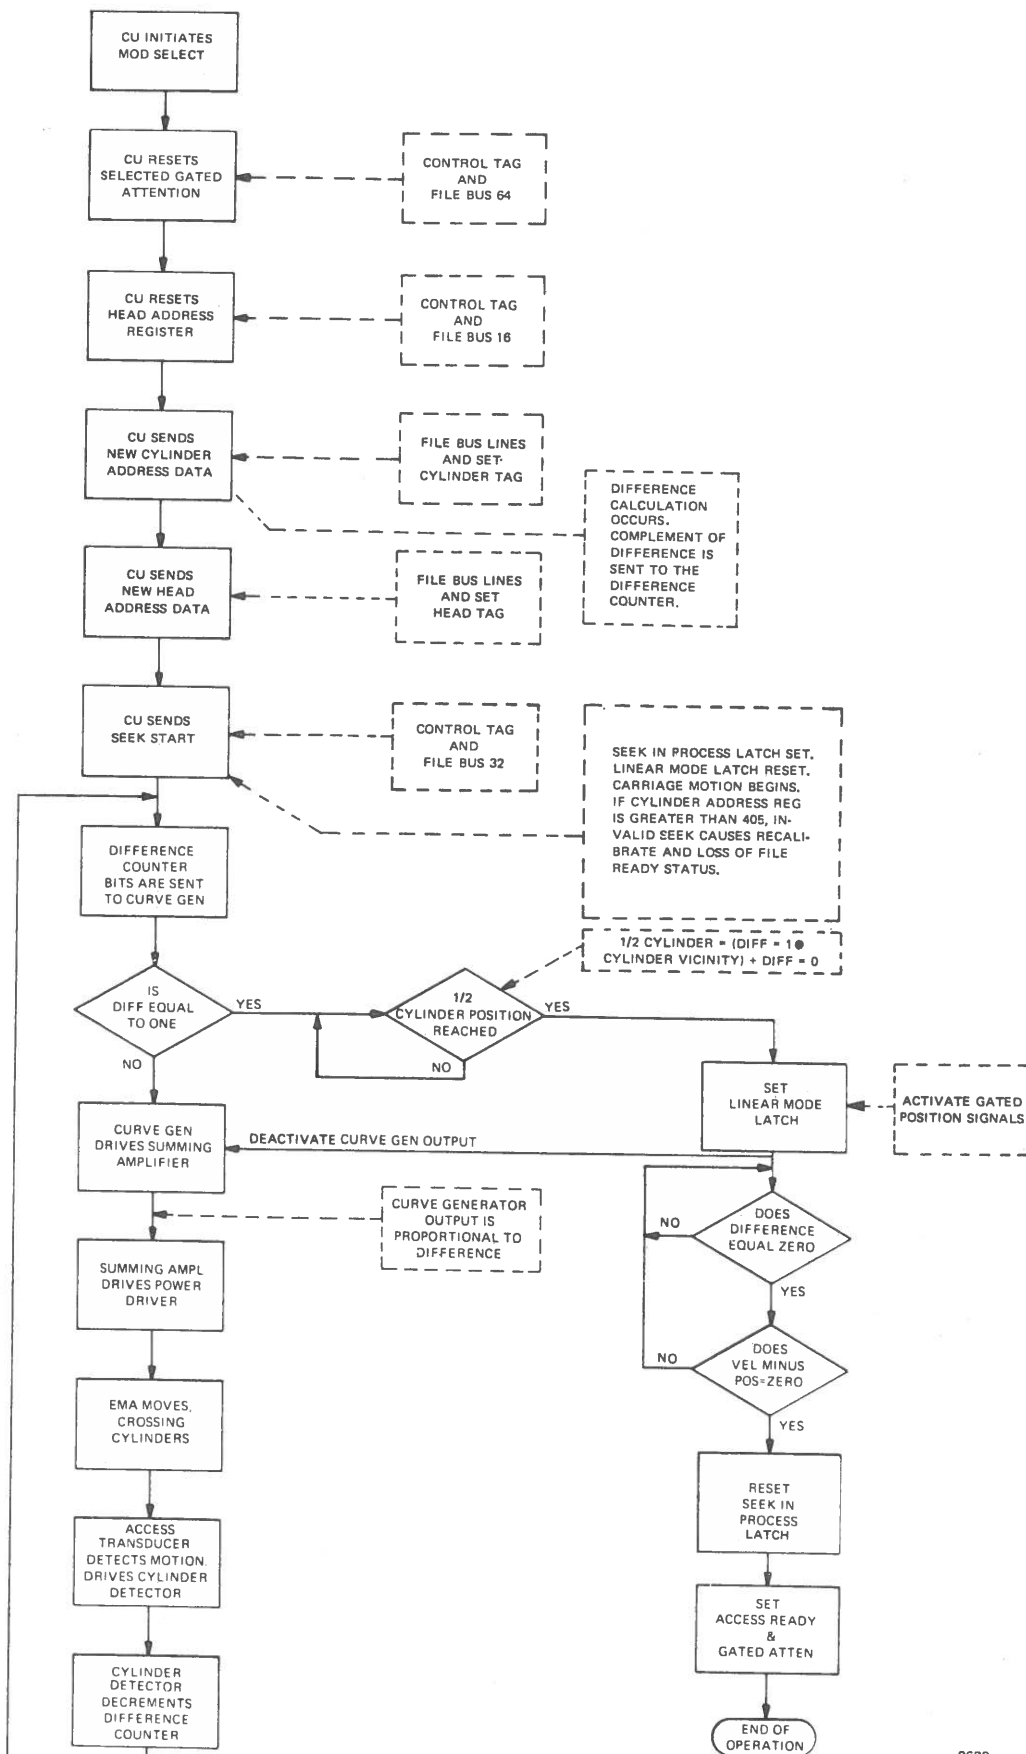 CU INITIATES
MOD SELECT
CU RESETS
SELECTED GATED
ATTENTION
CONTROL TAG
AND
FILE BUS 64
CU RESETS
HEAD ADDRESS
REGISTER
CONTROL TAG
AND
FILE BUS 16
CU SENDS
NEW CYLINDER
ADDRESS DATA
FILE BUS LINES
AND SET-
CYLINDER TAG
DIFFERENCE
CALCULATION
OCCURS.
COMPLEMENT OF
DIFFERENCE IS
SENT TO THE
DIFFERENCE
COUNTER.
CU SENDS
NEW HEAD
ADDRESS DATA
FILE BUS LINES
AND SET
HEAD TAG
CU SENDS
SEEK START
CONTROL TAG
AND
FILE BUS 32
SEEK IN PROCESS LATCH SET.
LINEAR MODE LATCH RESET.
CARRIAGE MOTION BEGINS.
IF CYLINDER ADDRESS REG
IS GREATER THAN 405, IN-
VALID SEEK CAUSES RECALI-
BRATE AND LOSS OF FILE
READY STATUS.
DIFFERENCE
COUNTER
BITS ARE SENT
TO CURVE GEN
1/2 CYLINDER = (DIFF = 1 ●
CYLINDER VICINITY) + DIFF = 0
IS
DIFF EQUAL
TO ONE
YES
NO
1/2
CYLINDER POSITION
REACHED
YES
NO
SET
LINEAR MODE
LATCH
ACTIVATE GATED
POSITION SIGNALS
CURVE GEN
DRIVES SUMMING
AMPLIFIER
DEACTIVATE CURVE GEN OUTPUT
CURVE GENERATOR
OUTPUT IS
PROPORTIONAL TO
DIFFERENCE
DOES
DIFFERENCE
EQUAL ZERO
NO
YES
SUMMING AMPL
DRIVES POWER
DRIVER
DOES
VEL MINUS
POS=ZERO
NO
YES
EMA MOVES,
CROSSING
CYLINDERS
RESET
SEEK IN
PROCESS
LATCH
ACCESS
TRANSDUCER
DETECTS MOTION.
DRIVES CYLINDER
DETECTOR
SET
ACCESS READY
&
GATED ATTEN
CYLINDER
DETECTOR
DECREMENTS
DIFFERENCE
COUNTER
END OF
OPERATION